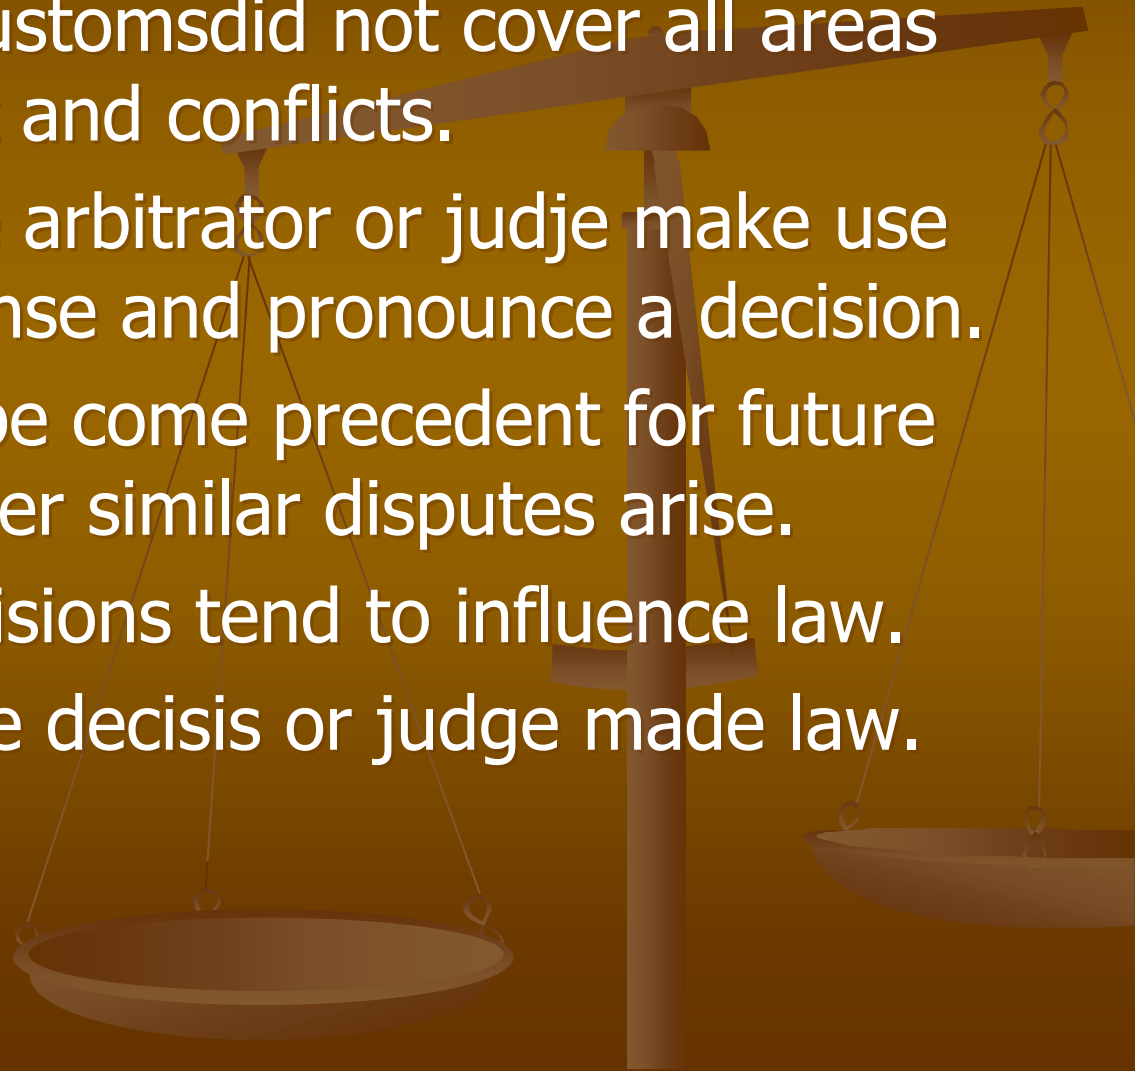 ustomsdid not cover all areas
and conflicts.
arbitrator or judje make use
nse and pronounce a decision.
be come precedent for future
er similar disputes arise.
isions tend to influence law.
e decisis or judge made law.